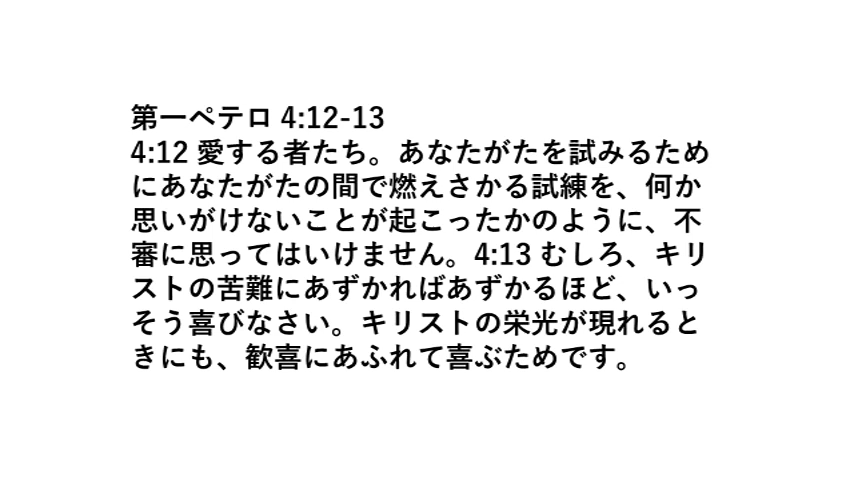 第一ペテロ 4:12-13
4:12 愛する者たち。あなたがたを試みるため
にあなたがたの間で燃えさかる試練を、何か
思いがけないことが起こったかのように、不
審に思ってはいけません。4:13 むしろ、キリ
ストの苦難にあずかればあずかるほど、いっ
そう喜びなさい。キリストの栄光が現れると
きにも、歓喜にあふれて喜ぶためです。